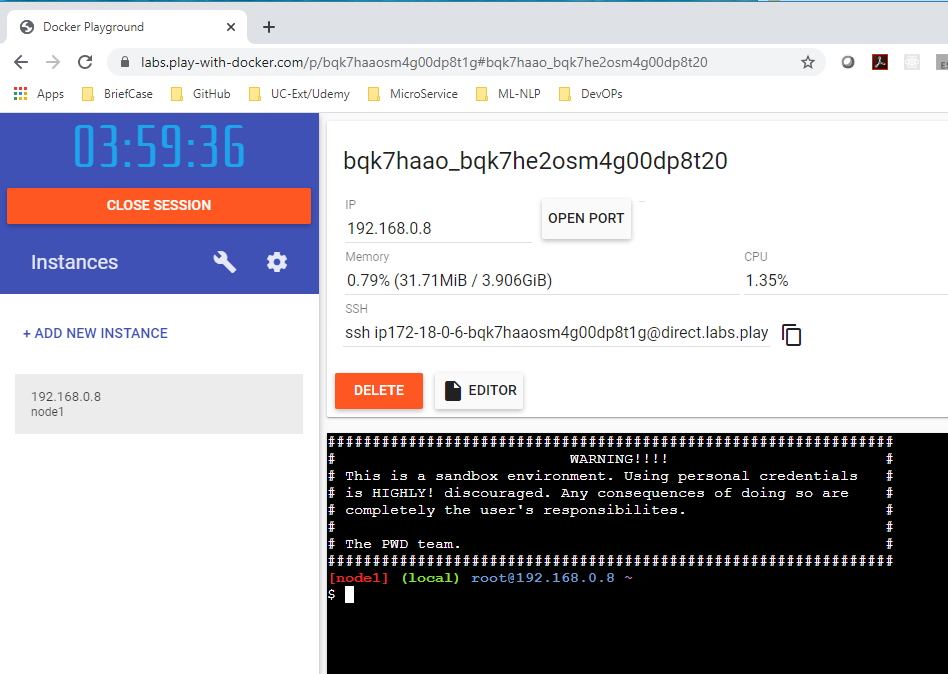 Docker Playground
labs.play-with-docker.com/p/bqk7haaosm4g00dp8t1g#bqk7haao_bqk7he2osm4g00dp8t20
Apps BriefCase GitHub UC-Ext/Udemy MicroService ML-NLP DevOPs
03:59:36
CLOSE SESSION
Instances
+ ADD NEW INSTANCE
192.168.0.8
node1
bqk7haao_bqk7he2osm4g00dp8t20
IP
192.168.0.8
OPEN PORT
Memory
0.79% (31.71MiB / 3.906GiB)
CPU
1.35%
SSH
ssh ip172-18-0-6-bqk7haaosm4g00dp8t1g@direct.labs.play
DELETE
EDITOR
###############################################################
# WARNING!!!! #
# This is a sandbox environment. Using personal credentials #
# is HIGHLY! discouraged. Any consequences of doing so are #
# completely the user's responsibilites. #
# #
# The PWD team. #
###############################################################
[node1] (local) root@192.168.0.8 ~
$